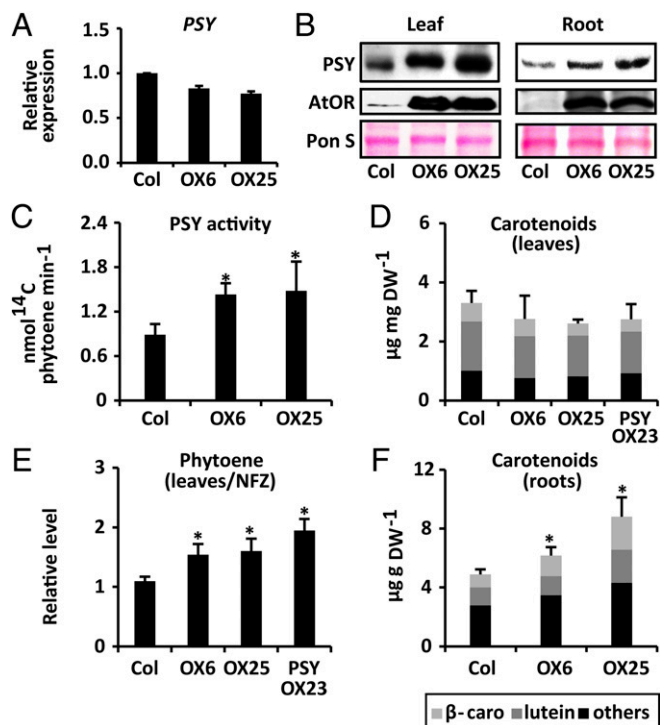 A
PSY
Relative expression
1.5
1.0
0.5
0.0
Col OX6 OX25
B
Leaf Root
PSY
AtOR
Pon S
Col OX6 OX25 Col OX6 OX25
C
PSY activity
nmol 14C
phytoene min-1
2.4
1.8
1.2
0.6
0
* *
Col OX6 OX25
D
Carotenoids
(leaves)
µg mg DW-1
6
3
0
Col OX6 OX25 PSY
OX23
E
Phytoene
(leaves/NFZ)
Relative level
3
2
1
0
* * *
Col OX6 OX25 PSY
OX23
F
Carotenoids
(roots)
µg g DW-1
12
8
4
0
* *
Col OX6 OX25
β-caro lutein others